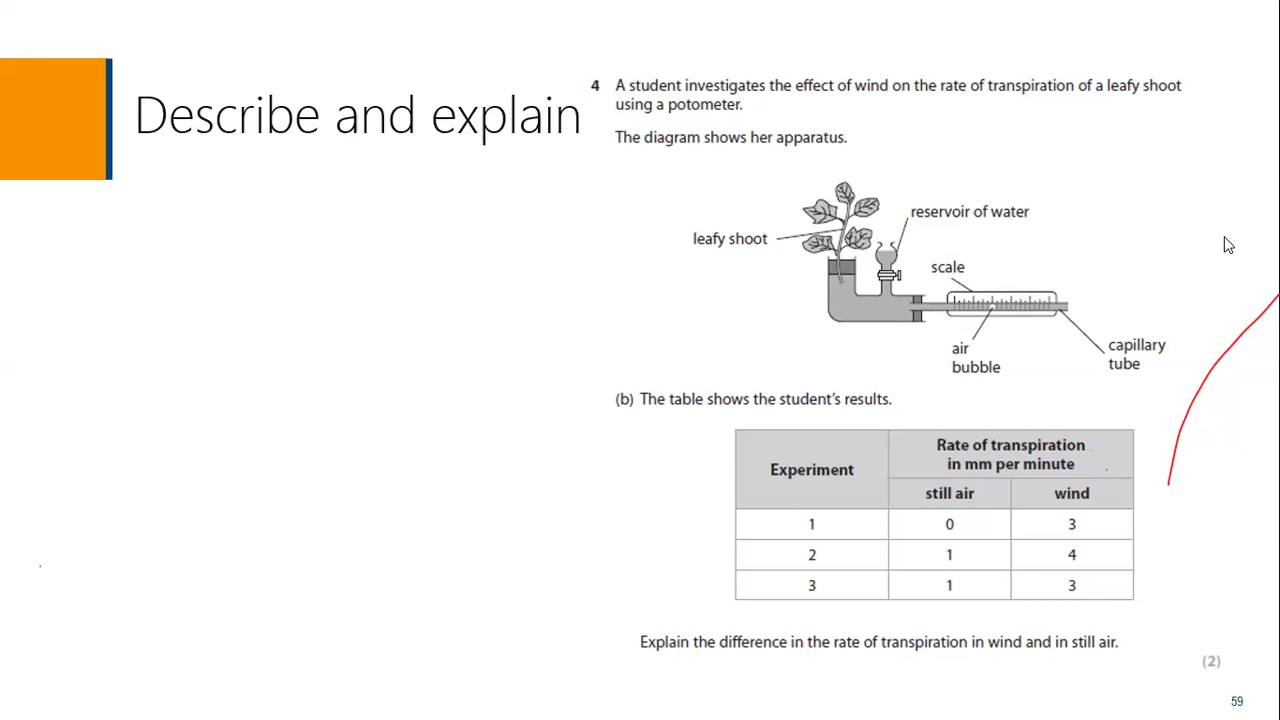 Describe and explain
4 A student investigates the effect of wind on the rate of transpiration of a leafy shoot
using a potometer.
The diagram shows her apparatus.
reservoir of water
leafy shoot
scale
air
bubble
capillary
tube
(b) The table shows the student's results.
Experiment
Rate of transpiration
in mm per minute
still air wind
1 0 3
2 1 4
3 1 3
Explain the difference in the rate of transpiration in wind and in still air.
(2)
59